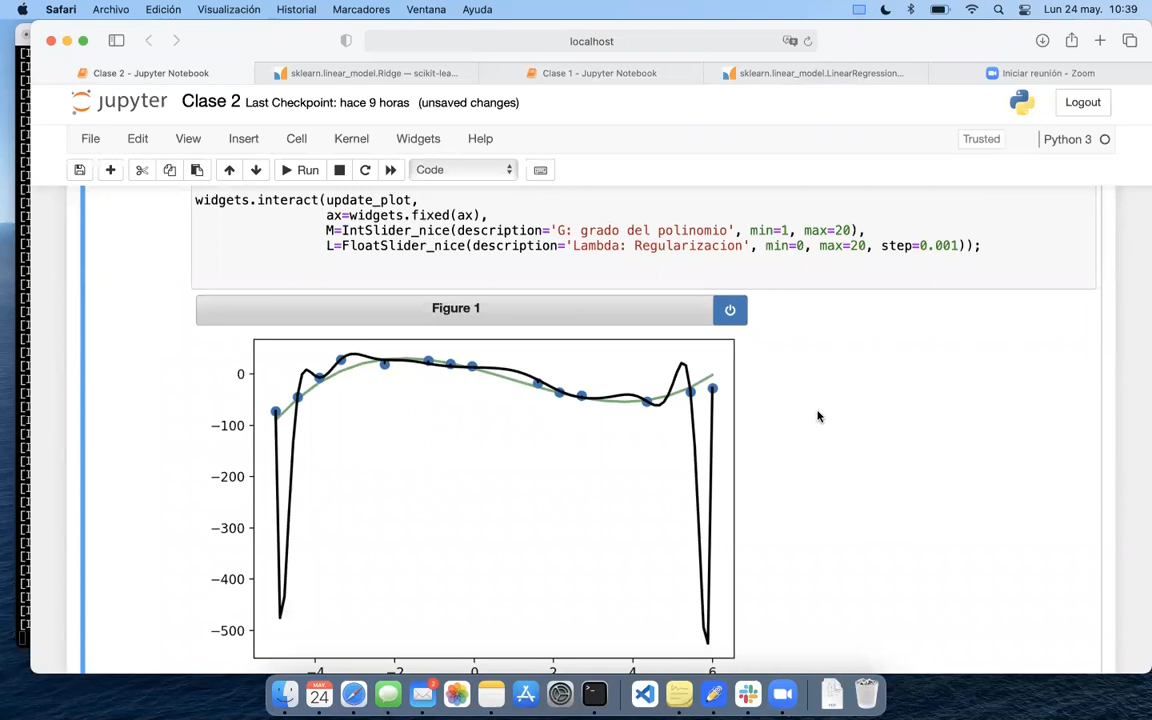 Safari Archivo Edición Visualización Historial Marcadores Ventana Ayuda Lun 24 may. 10:39
localhost
Clase 2 - Jupyter Notebook sklearn.linear_model.Ridge — scikit-lea... Clase 1 - Jupyter Notebook sklearn.linear_model.LinearRegression... Iniciar reunión - Zoom
jupyter Clase 2 Last Checkpoint: hace 9 horas (unsaved changes) Logout
File Edit View Insert Cell Kernel Widgets Help Trusted Python 3
Run Code
widgets.interact(update_plot,
ax=widgets.fixed(ax),
M=IntSlider_nice(description='G: grado del polinomio', min=1, max=20),
L=FloatSlider_nice(description='Lambda: Regularizacion', min=0, max=20, step=0.001));
Figure 1
0
−100
−200
−300
−400
−500
−4 −2 0 2 4 6
MAY.
24
2